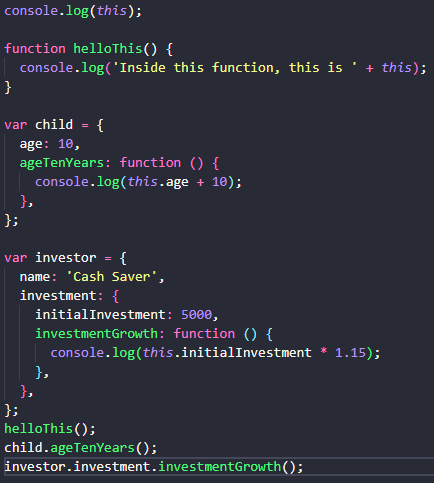 console.log(this);

function helloThis() {
  console.log('Inside this function, this is ' + this);
}

var child = {
  age: 10,
  ageTenYears: function () {
    console.log(this.age + 10);
  },
};

var investor = {
  name: 'Cash Saver',
  investment: {
    initialInvestment: 5000,
    investmentGrowth: function () {
      console.log(this.initialInvestment * 1.15);
    },
  },
};
helloThis();
child.ageTenYears();
investor.investment.investmentGrowth();